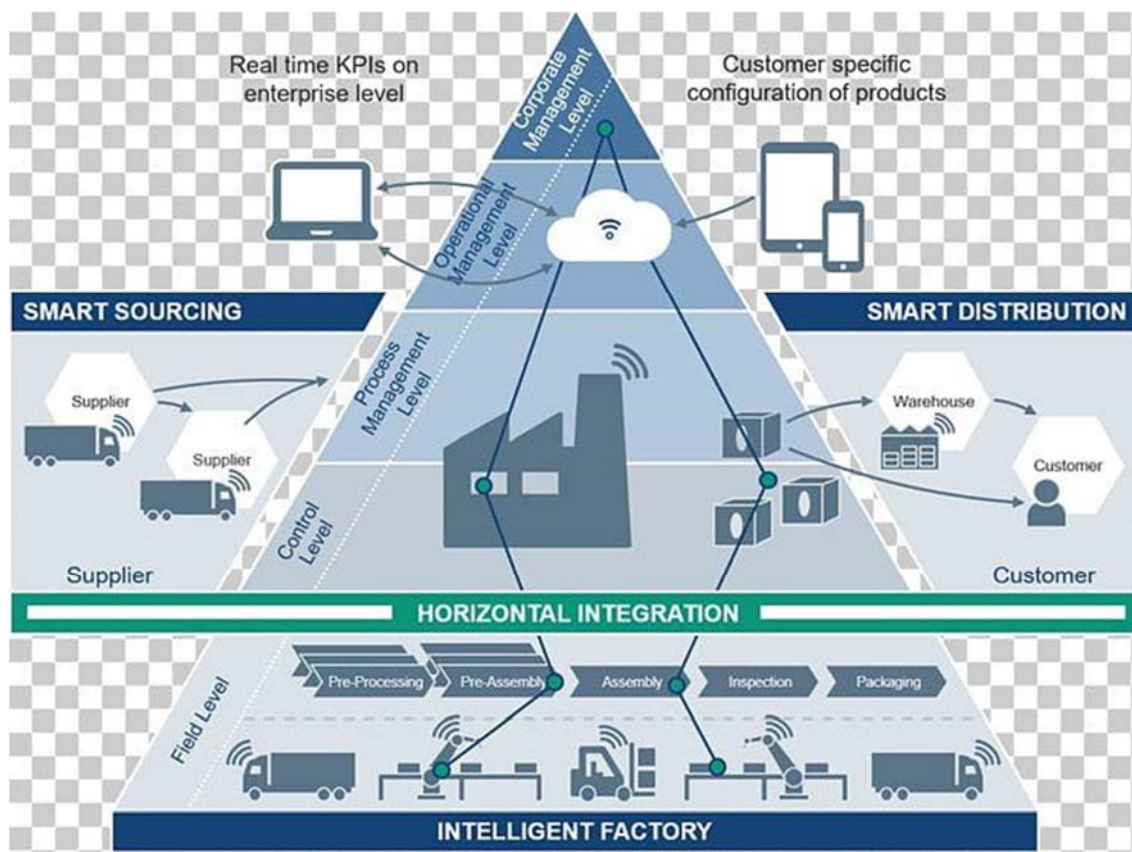 Real time KPIs on
enterprise level
Customer specific
configuration of products
Corporate
Management
Level
Operational
Management
Level
SMART SOURCING
SMART DISTRIBUTION
Process
Management
Level
Supplier
Supplier
Warehouse
Customer
Control
Level
Supplier
Customer
HORIZONTAL INTEGRATION
Field Level
Pre-Processing
Pre-Assembly
Assembly
Inspection
Packaging
INTELLIGENT FACTORY